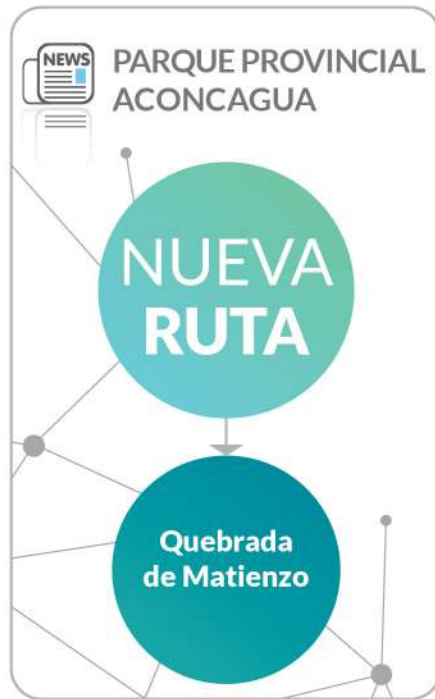 NEWS
PARQUE PROVINCIAL
ACONCAGUA
NUEVA
RUTA
Quebrada
de Matienzo